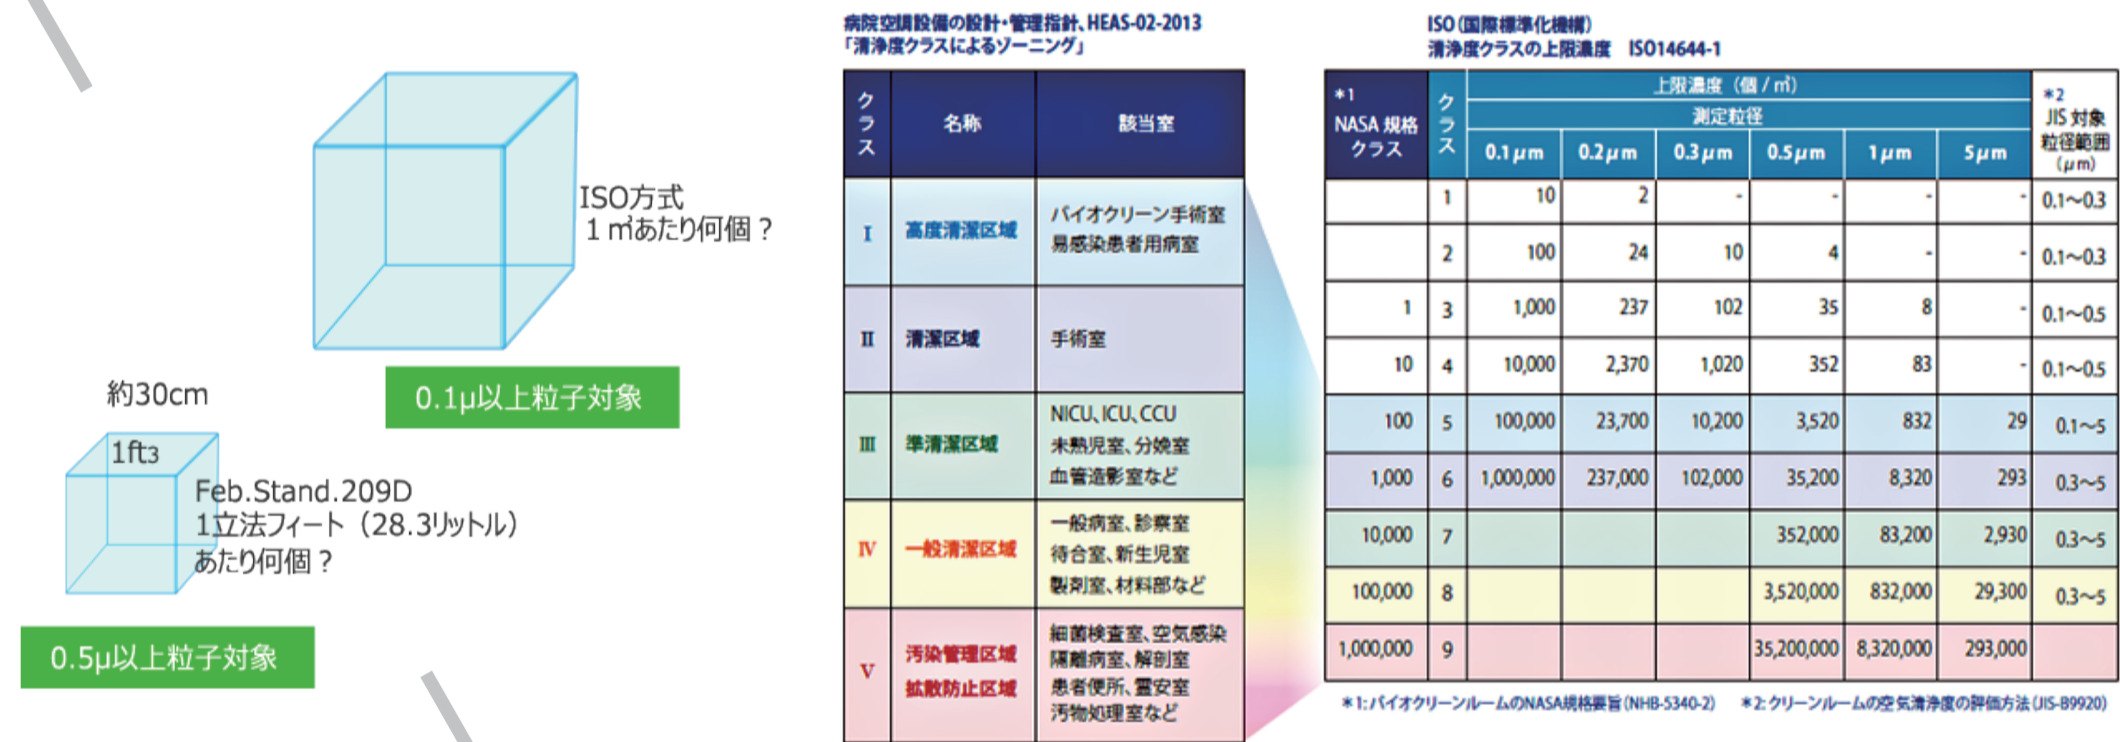 ISO方式
1㎥あたり何個？
0.1μ以上粒子対象
約30cm
1ft3
Feb.Stand.209D
1立法フィート（28.3リットル）
あたり何個？
0.5μ以上粒子対象
病院空調設備の設計・管理指針、HEAS-02-2013
「清浄度クラスによるゾーニング」
クラス 名称 該当室
I 高度清潔区域 バイオクリーン手術室
易感染患者用病室
II 清潔区域 手術室
III 準清潔区域 NICU、ICU、CCU
未熟児室、分娩室
血管造影室など
IV 一般清潔区域 一般病室、診察室
待合室、新生児室
製剤室、材料部など
V 汚染管理区域
拡散防止区域
細菌検査室、空気感染
隔離病室、解剖室
患者便所、霊安室
汚物処理室など
ISO（国際標準化機構）
清浄度クラスの上限濃度 ISO14644-1
＊1
NASA 規格
クラス
クラス
上限濃度（個 / ㎥）
測定粒径
0.1μm 0.2μm 0.3μm 0.5μm 1μm 5μm
＊2
JIS 対象
粒径範囲
（μm）
1 10 2 - - - - 0.1～0.3
2 100 24 10 4 - - 0.1～0.3
1 3 1,000 237 102 35 8 - 0.1～0.5
10 4 10,000 2,370 1,020 352 83 - 0.1～0.5
100 5 100,000 23,700 10,200 3,520 832 29 0.1～5
1,000 6 1,000,000 237,000 102,000 35,200 8,320 293 0.3～5
10,000 7 352,000 83,200 2,930 0.3～5
100,000 8 3,520,000 832,000 29,300 0.3～5
1,000,000 9 35,200,000 8,320,000 293,000
＊1：バイオクリーンルームのNASA規格要旨（NHB-5340-2） ＊2：クリーンルームの空気清浄度の評価方法（JIS-B9920）